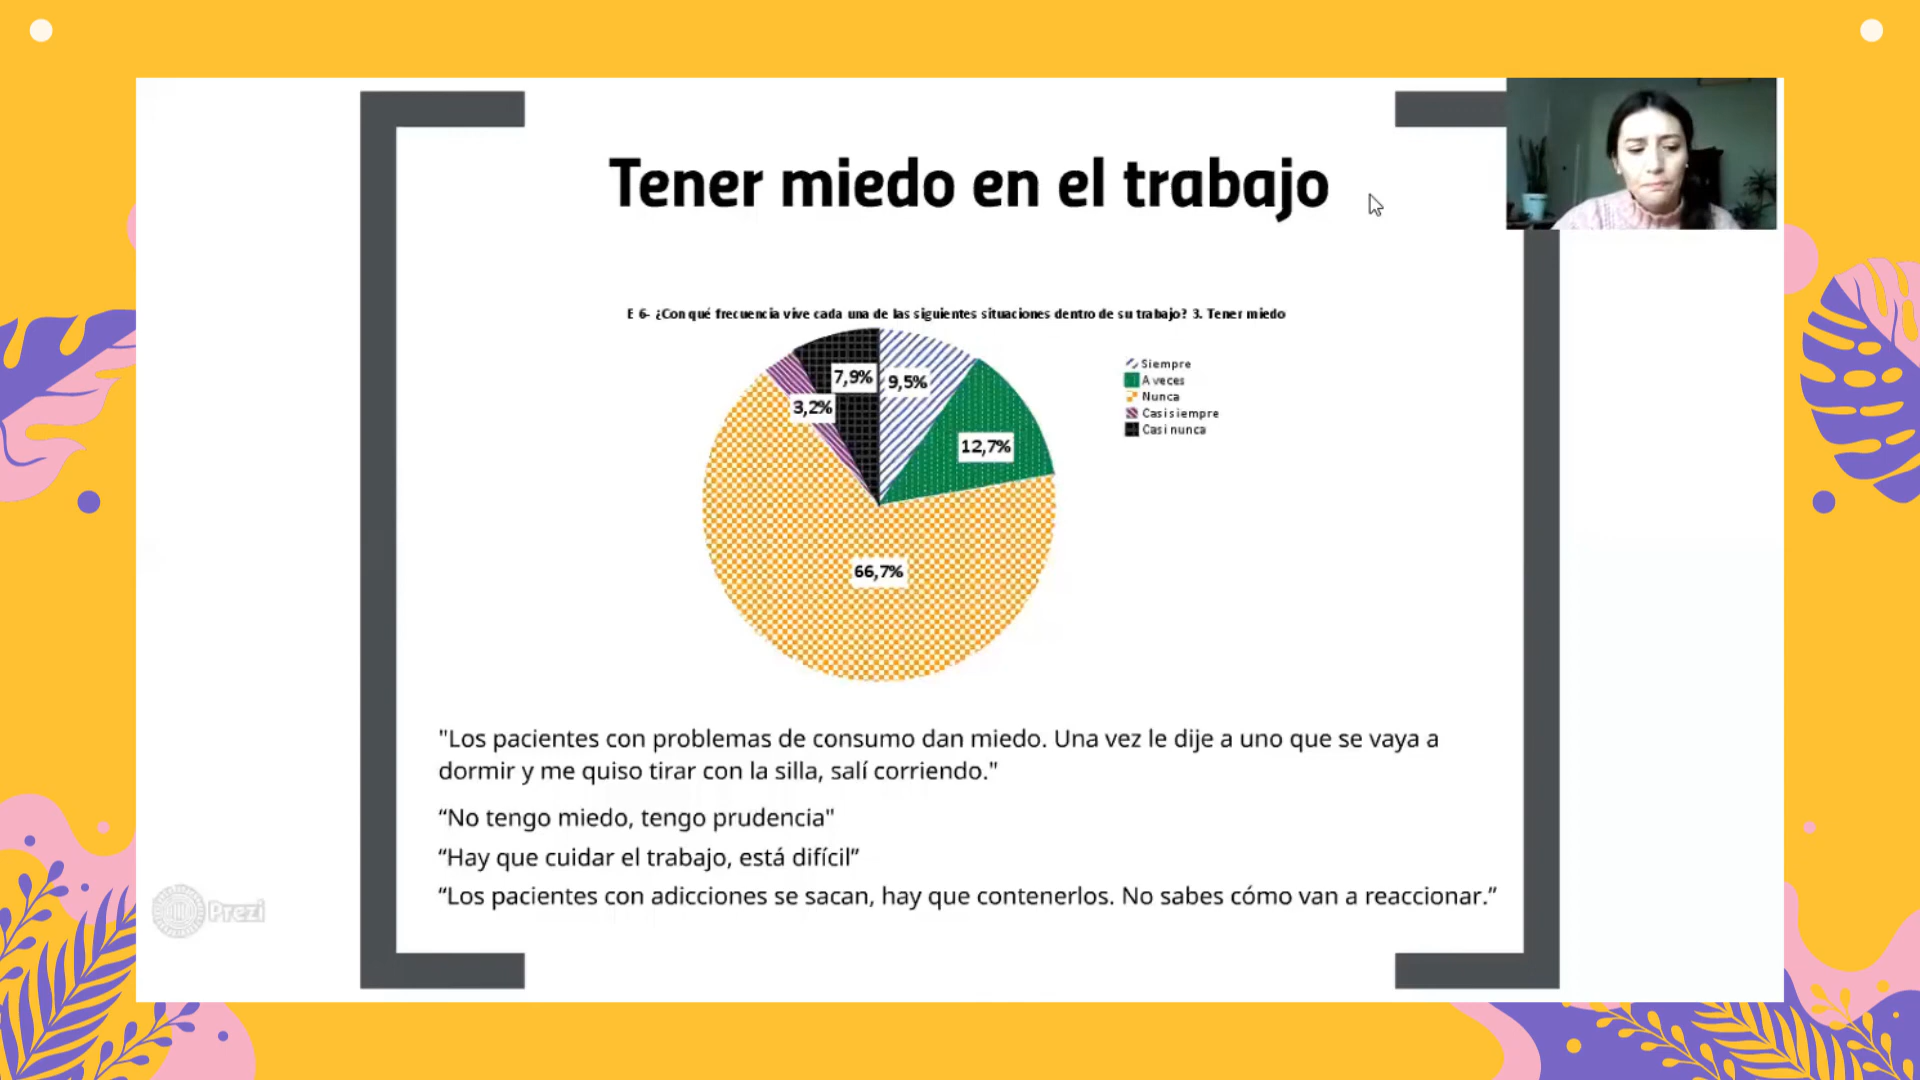 Tener miedo en el trabajo
E 6- ¿Con qué frecuencia vive cada una de las siguientes situaciones dentro de su trabajo? 3. Tener miedo
7,9%
9,5%
3,2%
12,7%
66,7%
Siempre
A veces
Nunca
Casi siempre
Casi nunca
"Los pacientes con problemas de consumo dan miedo. Una vez le dije a uno que se vaya a
dormir y me quiso tirar con la silla, salí corriendo."
“No tengo miedo, tengo prudencia"
“Hay que cuidar el trabajo, está difícil”
“Los pacientes con adicciones se sacan, hay que contenerlos. No sabes cómo van a reaccionar.”
Prezi